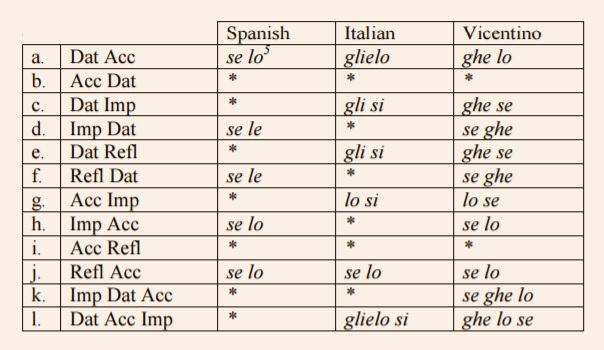 Spanish Italian Vicentino
a. Dat Acc se lo5 glielo ghe lo
b. Acc Dat * * *
c. Dat Imp * gli si ghe se
d. Imp Dat se le * se ghe
e. Dat Refl * gli si ghe se
f. Refl Dat se le * se ghe
g. Acc Imp * lo si lo se
h. Imp Acc se lo * se lo
i. Acc Refl * * *
j. Refl Acc se lo se lo se lo
k. Imp Dat Acc * * se ghe lo
l. Dat Acc Imp * glielo si ghe lo se